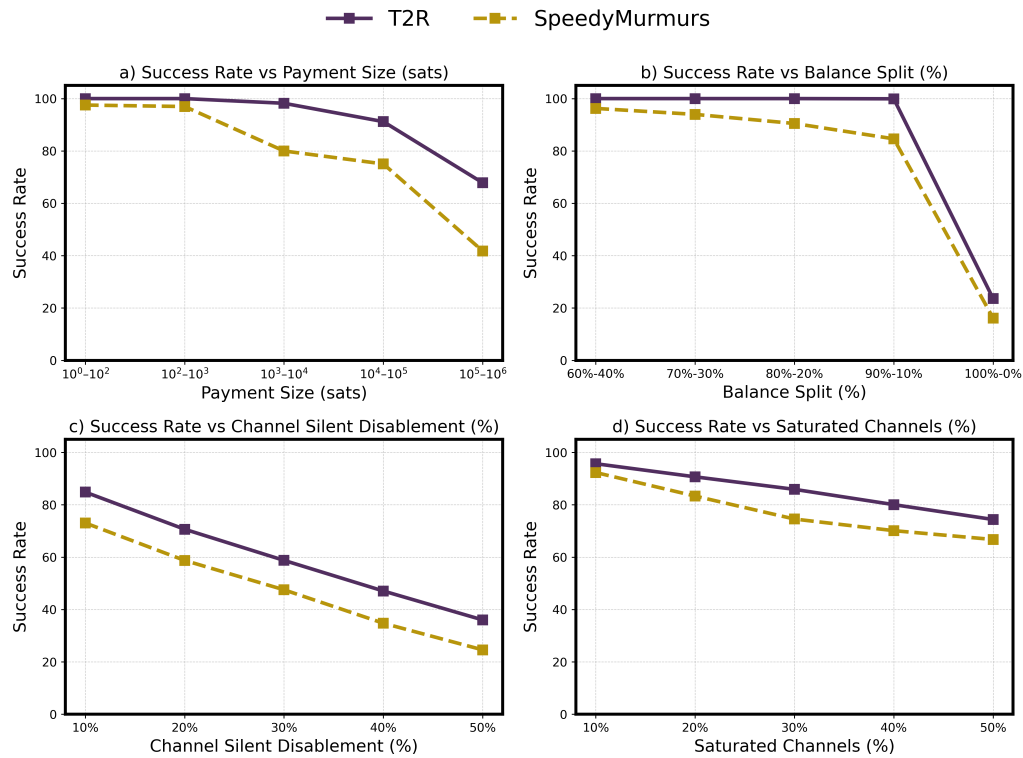 T2R SpeedyMurmurs
a) Success Rate vs Payment Size (sats)
100
80
60
40
20
0
Success Rate
10⁰–10² 10²–10³ 10³–10⁴ 10⁴–10⁵ 10⁵–10⁶
Payment Size (sats)
b) Success Rate vs Balance Split (%)
100
80
60
40
20
0
Success Rate
60%-40% 70%-30% 80%-20% 90%-10% 100%-0%
Balance Split (%)
c) Success Rate vs Channel Silent Disablement (%)
100
80
60
40
20
0
Success Rate
10% 20% 30% 40% 50%
Channel Silent Disablement (%)
d) Success Rate vs Saturated Channels (%)
100
80
60
40
20
0
Success Rate
10% 20% 30% 40% 50%
Saturated Channels (%)